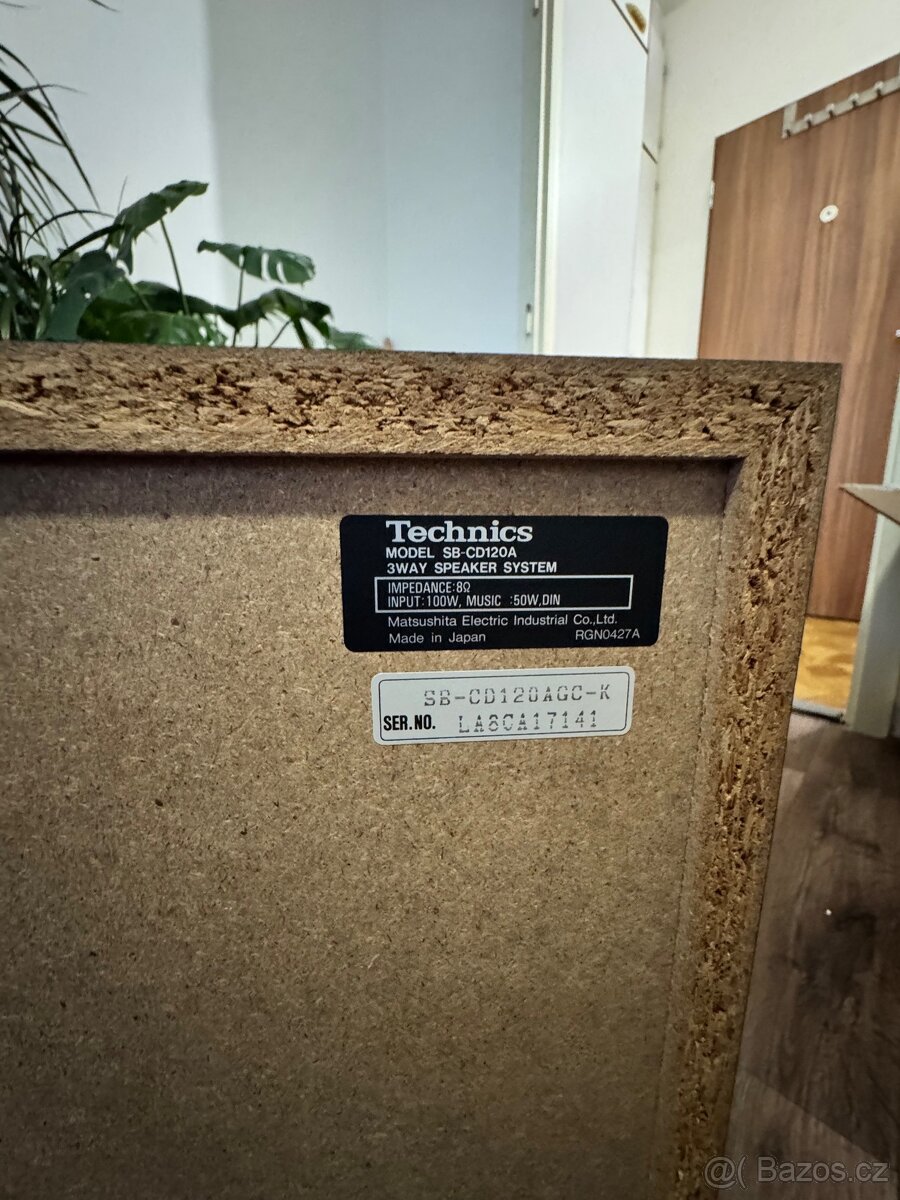 Technics
MODEL SB-CD120A
3WAY SPEAKER SYSTEM
IMPEDANCE:8Ω
INPUT:100W, MUSIC :50W,DIN
Matsushita Electric Industrial Co.,Ltd.
Made in Japan RGN0427A
SB-CD120AGC-K
SER.NO. LA8CA17141
@( Bazos.cz